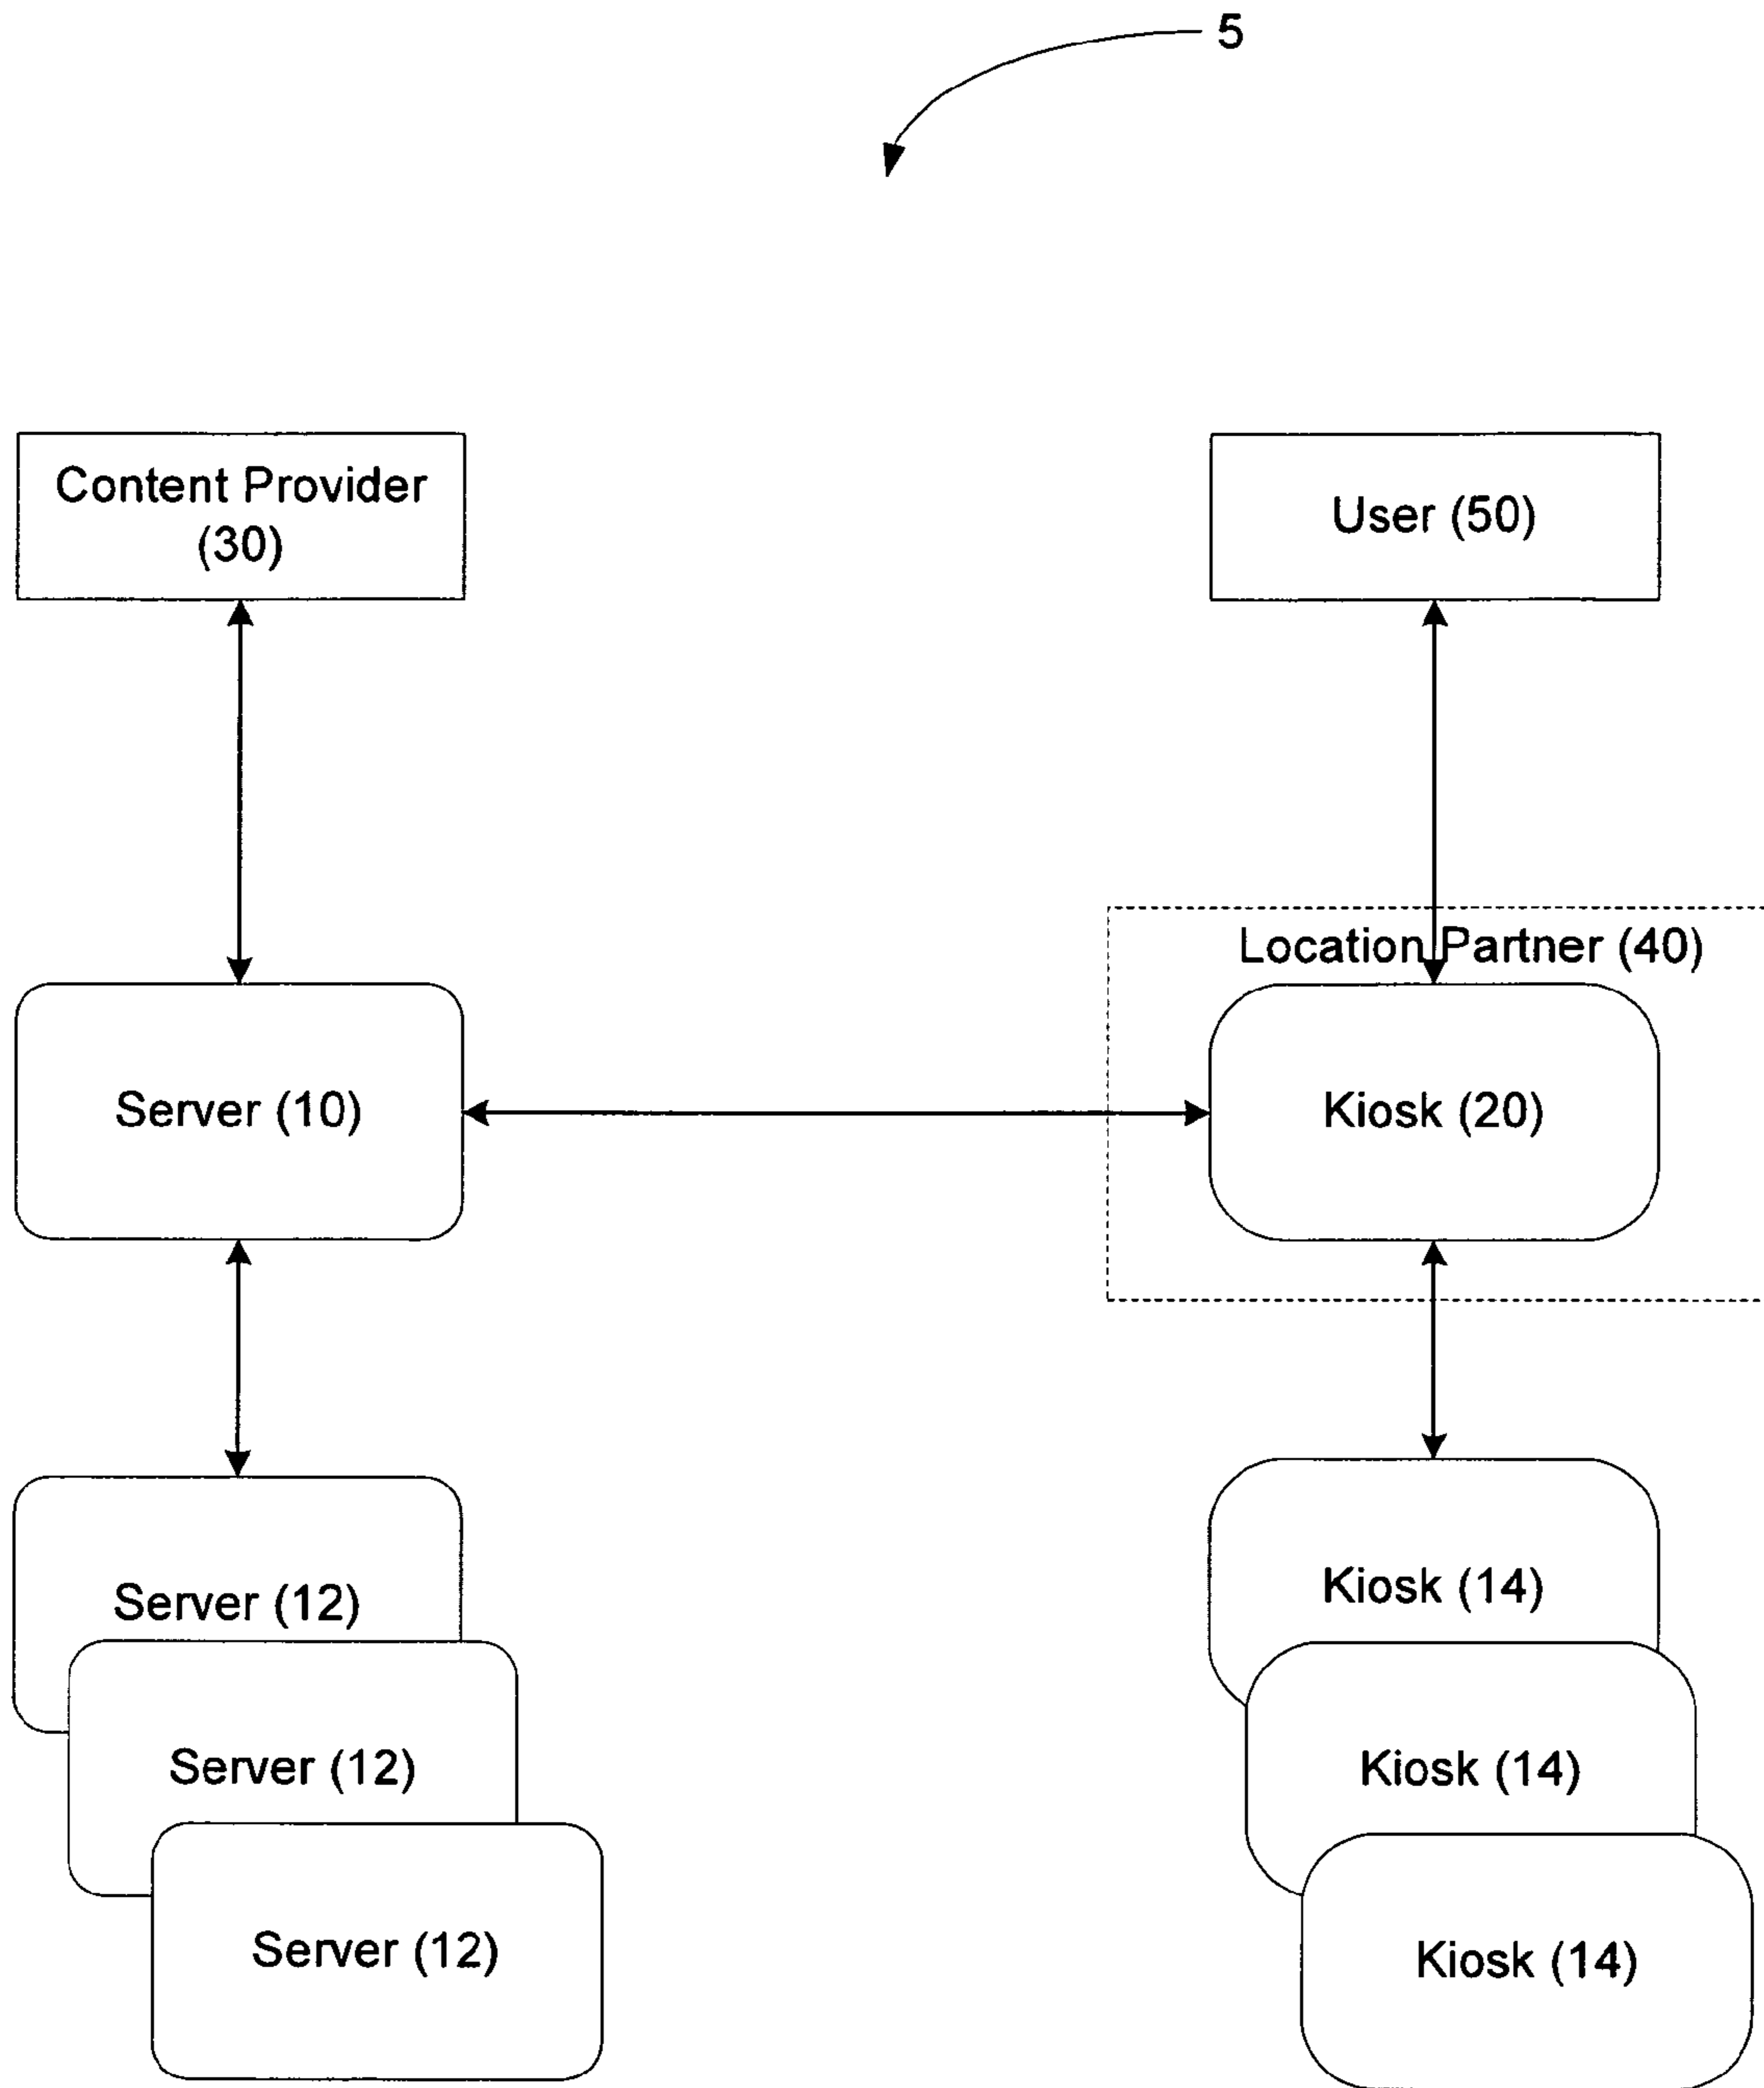 5
Content Provider
(30)
User (50)
Location Partner (40)
Server (10)
Kiosk (20)
Server (12)
Kiosk (14)
Server (12)
Kiosk (14)
Server (12)
Kiosk (14)